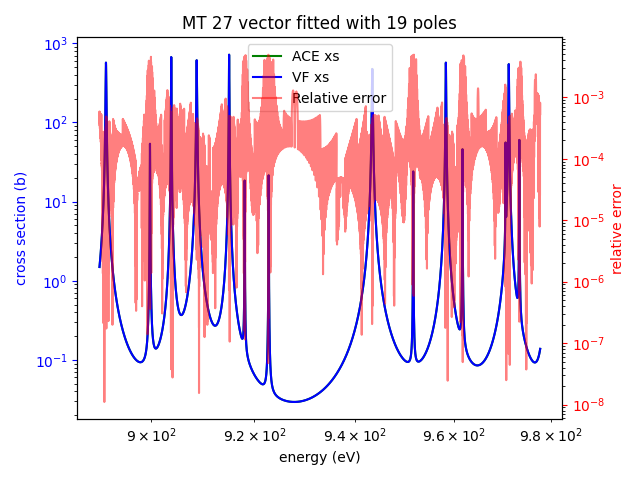 MT 27 vector fitted with 19 poles
ACE xs
VF xs
Relative error
cross section (b)
10³
10²
10¹
10⁰
10⁻¹
10⁻³
10⁻⁴
10⁻⁵
10⁻⁶
10⁻⁷
10⁻⁸
relative error
9 × 10² 9.2 × 10² 9.4 × 10² 9.6 × 10² 9.8 × 10²
energy (eV)